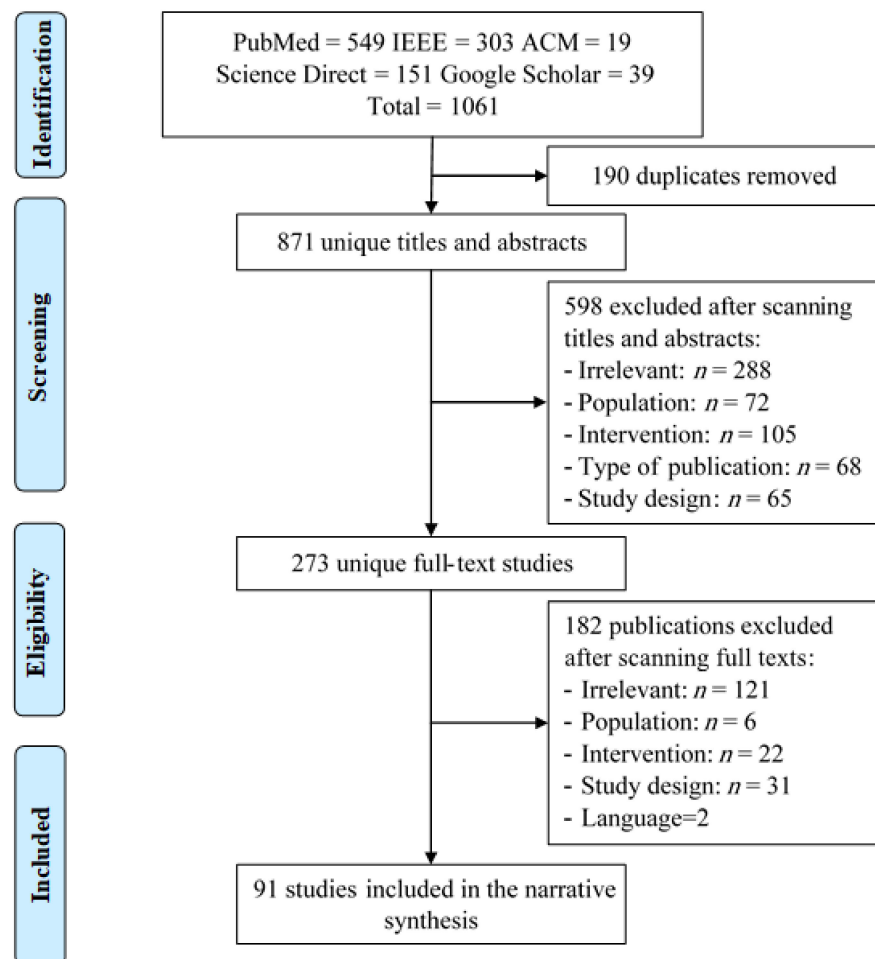 Identification
PubMed = 549 IEEE = 303 ACM = 19
Science Direct = 151 Google Scholar = 39
Total = 1061
190 duplicates removed
Screening
871 unique titles and abstracts
598 excluded after scanning
titles and abstracts:
- Irrelevant: n = 288
- Population: n = 72
- Intervention: n = 105
- Type of publication: n = 68
- Study design: n = 65
Eligibility
273 unique full-text studies
182 publications excluded
after scanning full texts:
- Irrelevant: n = 121
- Population: n = 6
- Intervention: n = 22
- Study design: n = 31
- Language=2
Included
91 studies included in the narrative
synthesis